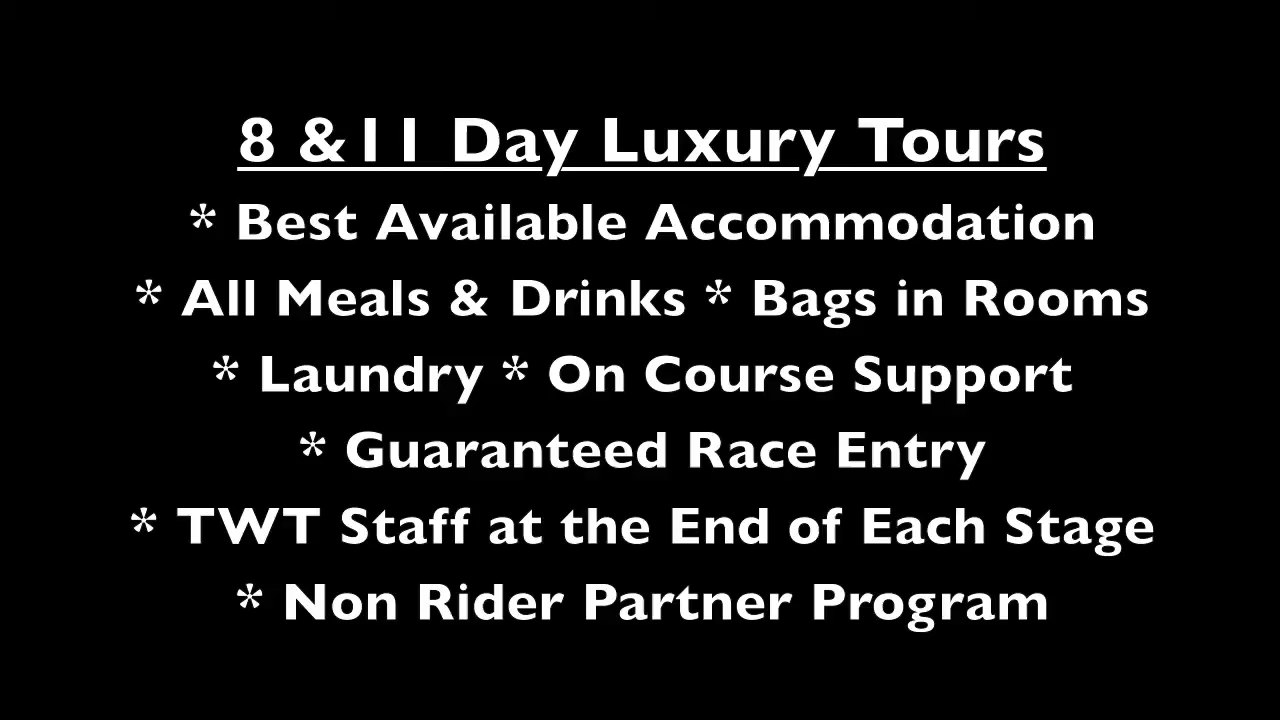 8 &11 Day Luxury Tours
* Best Available Accommodation
* All Meals & Drinks * Bags in Rooms
* Laundry * On Course Support
* Guaranteed Race Entry
* TWT Staff at the End of Each Stage
* Non Rider Partner Program